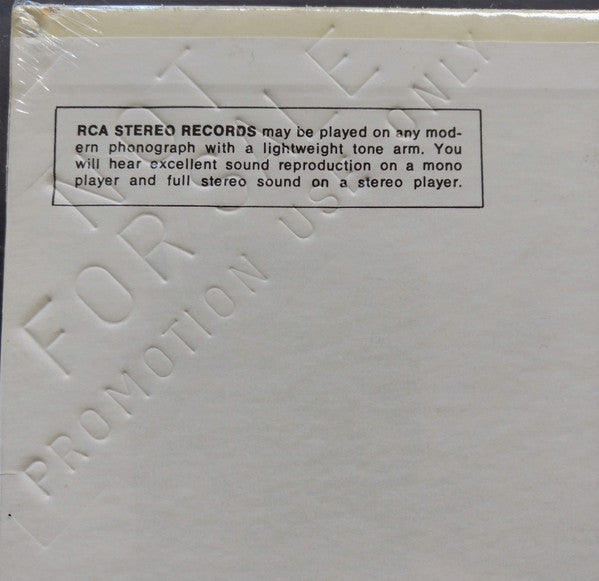 RCA STEREO RECORDS may be played on any mod-
ern phonograph with a lightweight tone arm. You
will hear excellent sound reproduction on a mono
player and full stereo sound on a stereo player.
NOT
FOR SALE
PROMOTION USE ONLY